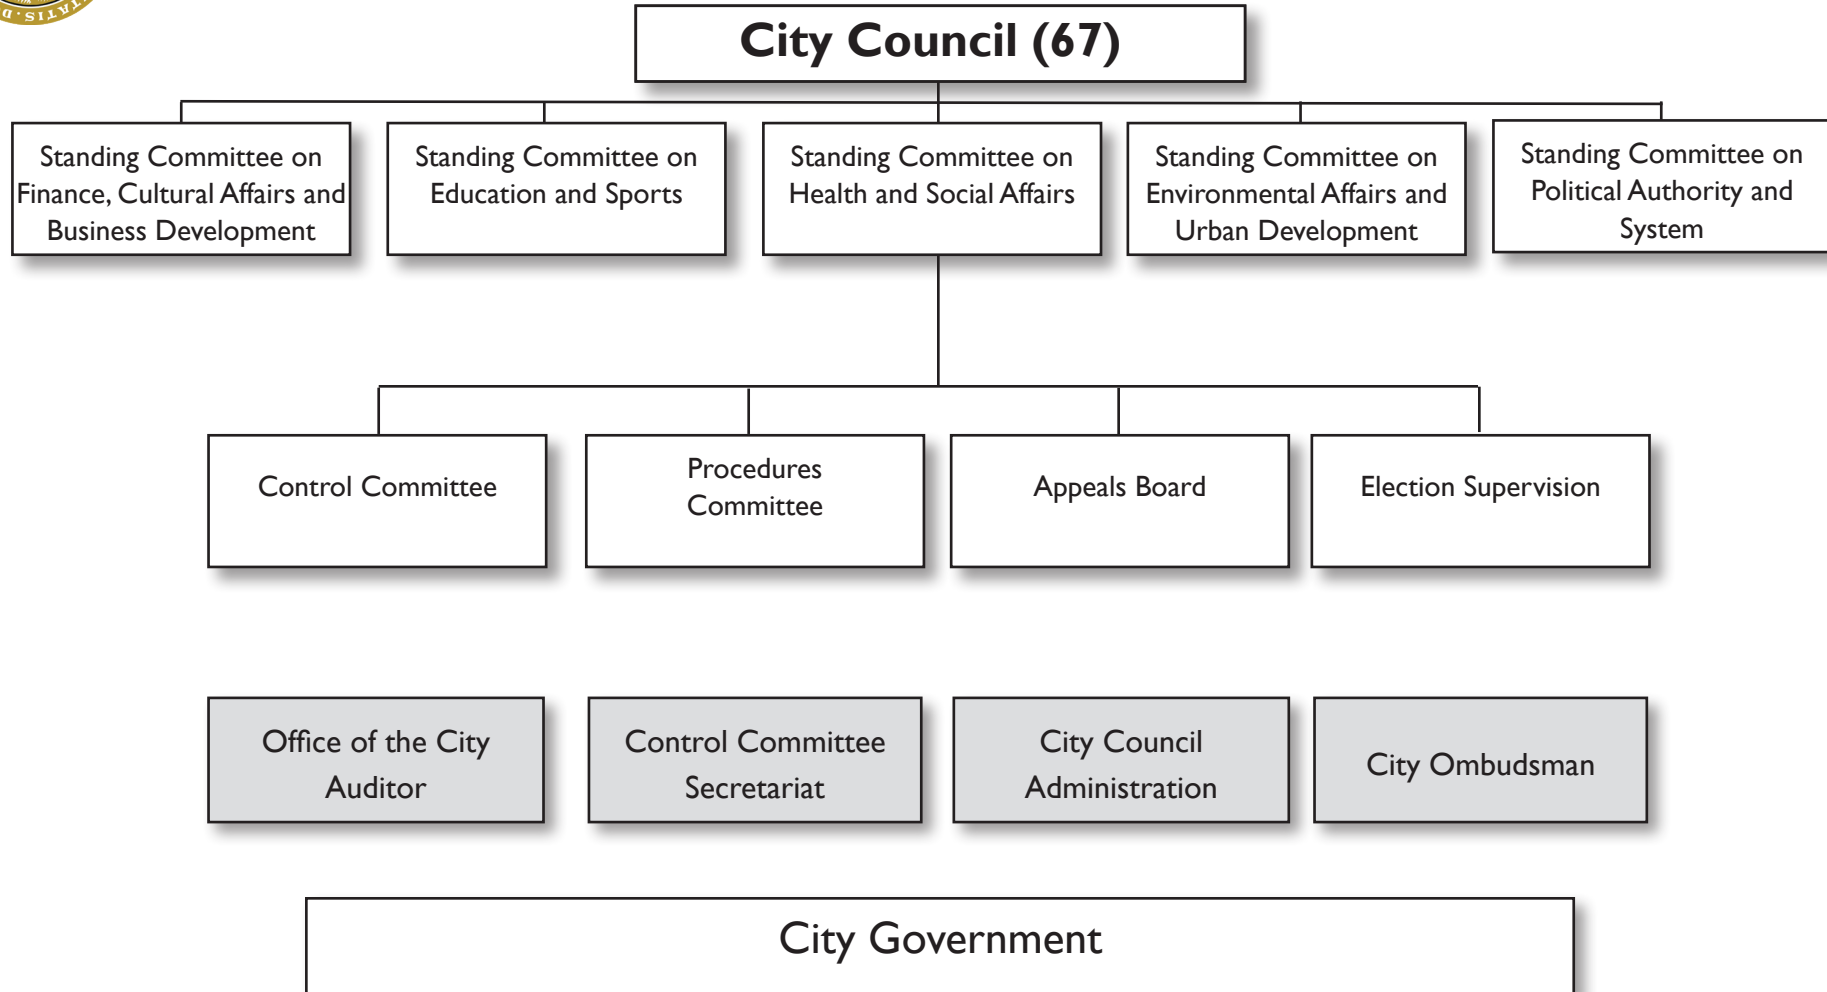 City Council (67)
Standing Committee on
Finance, Cultural Affairs and
Business Development
Standing Committee on
Education and Sports
Standing Committee on
Health and Social Affairs
Standing Committee on
Environmental Affairs and
Urban Development
Standing Committee on
Political Authority and
System
Control Committee
Procedures
Committee
Appeals Board
Election Supervision
Office of the City
Auditor
Control Committee
Secretariat
City Council
Administration
City Ombudsman
City Government